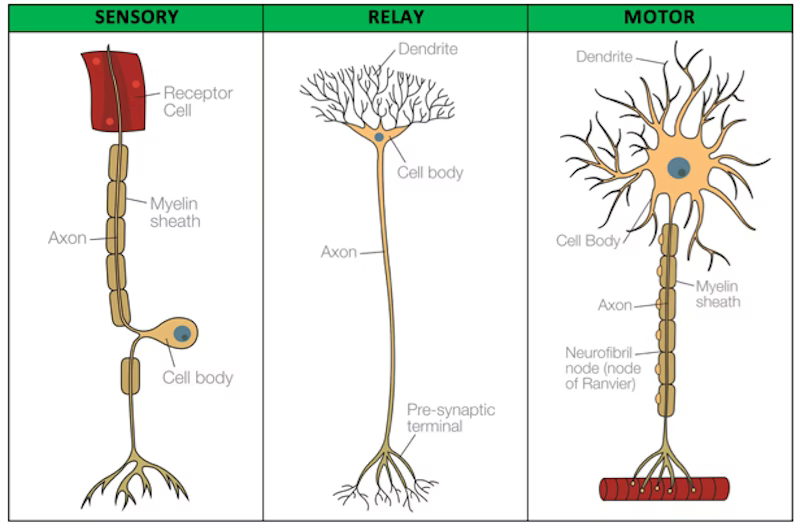 SENSORY
RELAY
MOTOR
Receptor
Cell
Myelin
sheath
Axon
Cell body
Dendrite
Cell body
Axon
Pre-synaptic
terminal
Dendrite
Cell Body
Myelin
sheath
Axon
Neurofibril
node (node
of Ranvier)